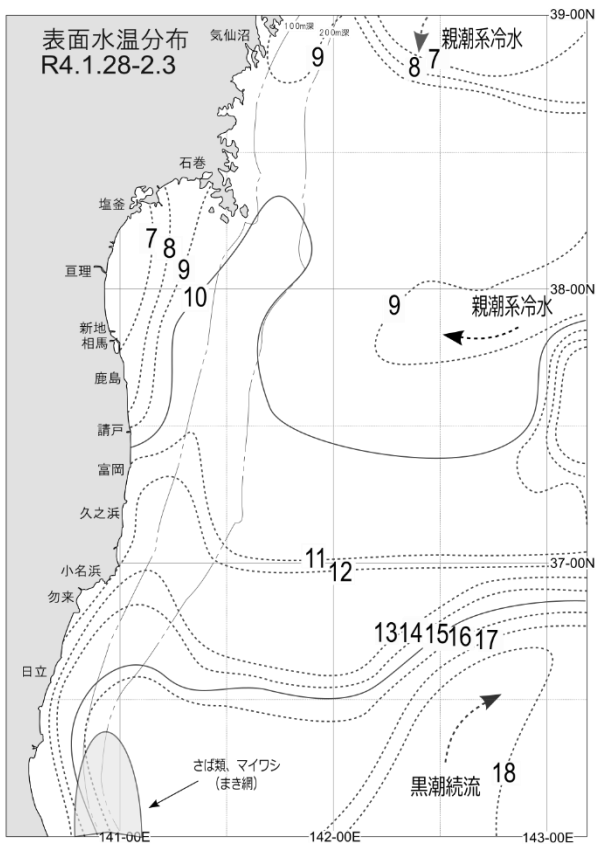 表面水温分布
R4.1.28-2.3
気仙沼
100m深
200m深
39-00N
親潮系冷水
9
8
7
石巻
塩釜
亘理
7
8
9
10
38-00N
9
親潮系冷水
新地
相馬
鹿島
請戸
富岡
久之浜
小名浜
勿来
日立
11
12
37-00N
13
14
15
16
17
18
さば類、マイワシ
(まき網)
黒潮続流
141-00E
142-00E
143-00E